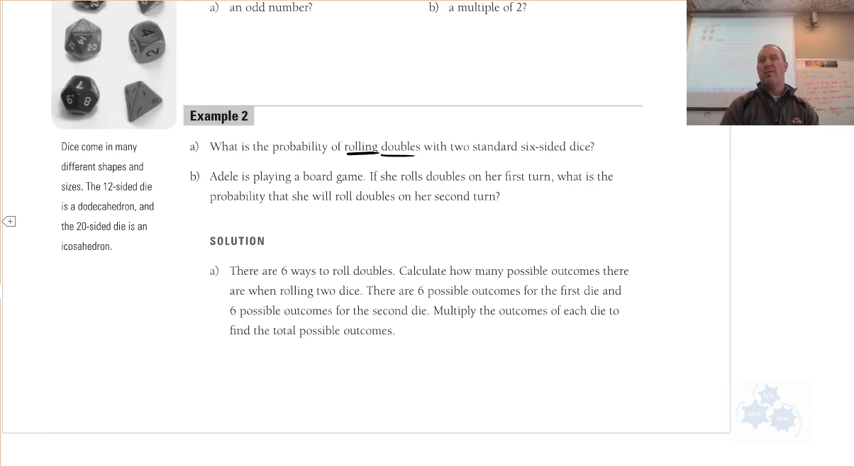 a) an odd number?
b) a multiple of 2?
Example 2
a) What is the probability of rolling doubles with two standard six-sided dice?
b) Adele is playing a board game. If she rolls doubles on her first turn, what is the
probability that she will roll doubles on her second turn?
Dice come in many
different shapes and
sizes. The 12-sided die
is a dodecahedron, and
the 20-sided die is an
icosahedron.
SOLUTION
a) There are 6 ways to roll doubles. Calculate how many possible outcomes there
are when rolling two dice. There are 6 possible outcomes for the first die and
6 possible outcomes for the second die. Multiply the outcomes of each die to
find the total possible outcomes.